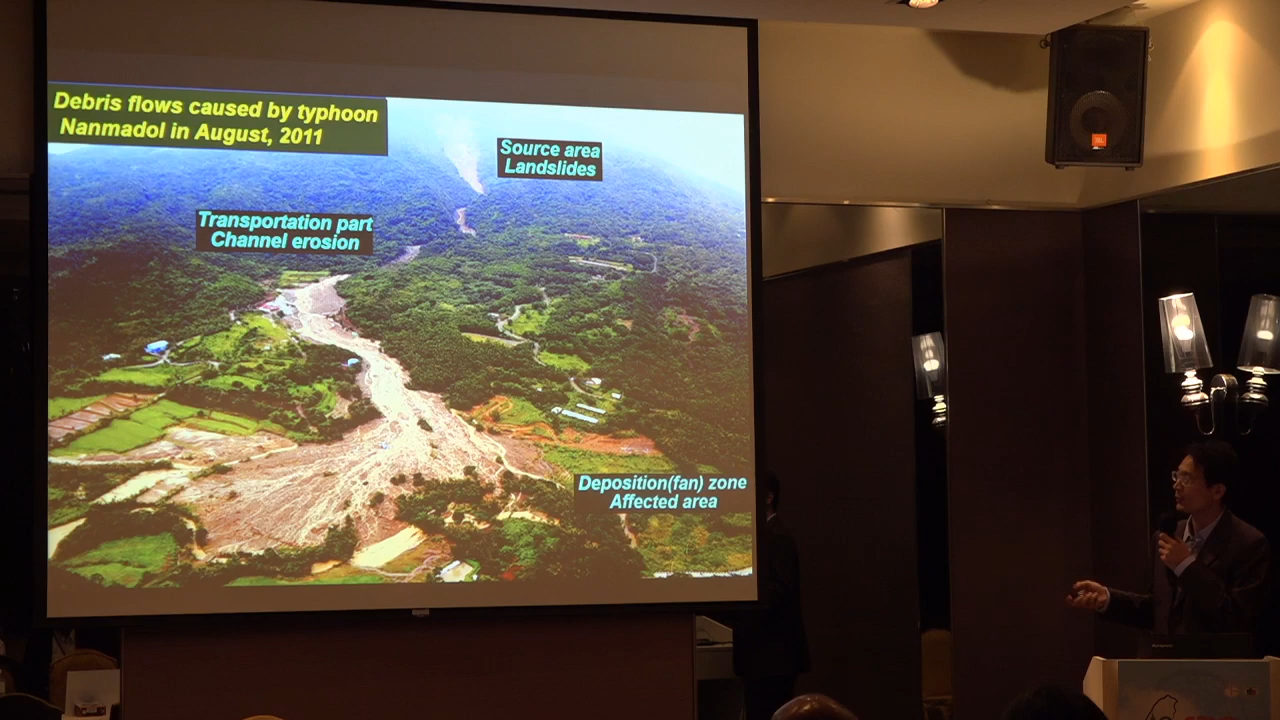 Debris flows caused by typhoon
Nanmadol in August, 2011
Source area
Landslides
Transportation part
Channel erosion
Deposition(fan) zone
Affected area